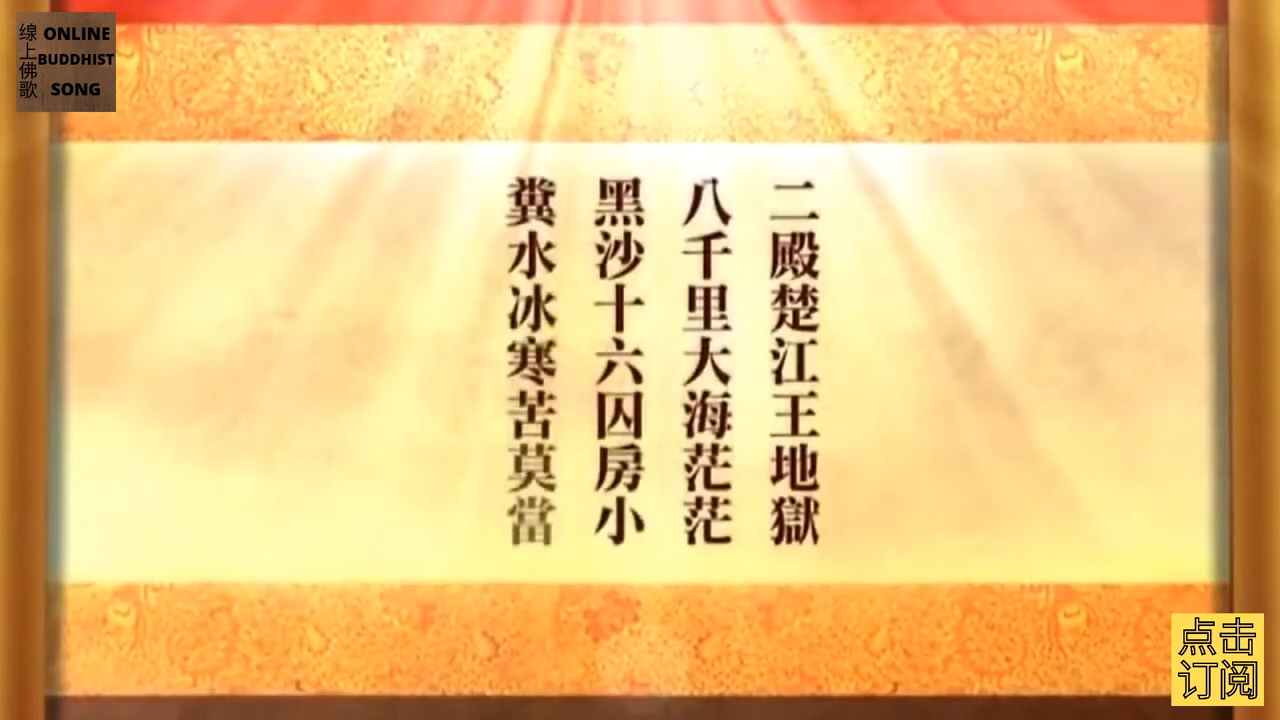 线上佛歌
ONLINE
BUDDHIST
SONG
二殿楚江王地獄
八千里大海茫茫
黑沙十六囚房小
糞水冰寒苦莫當
点击
订阅